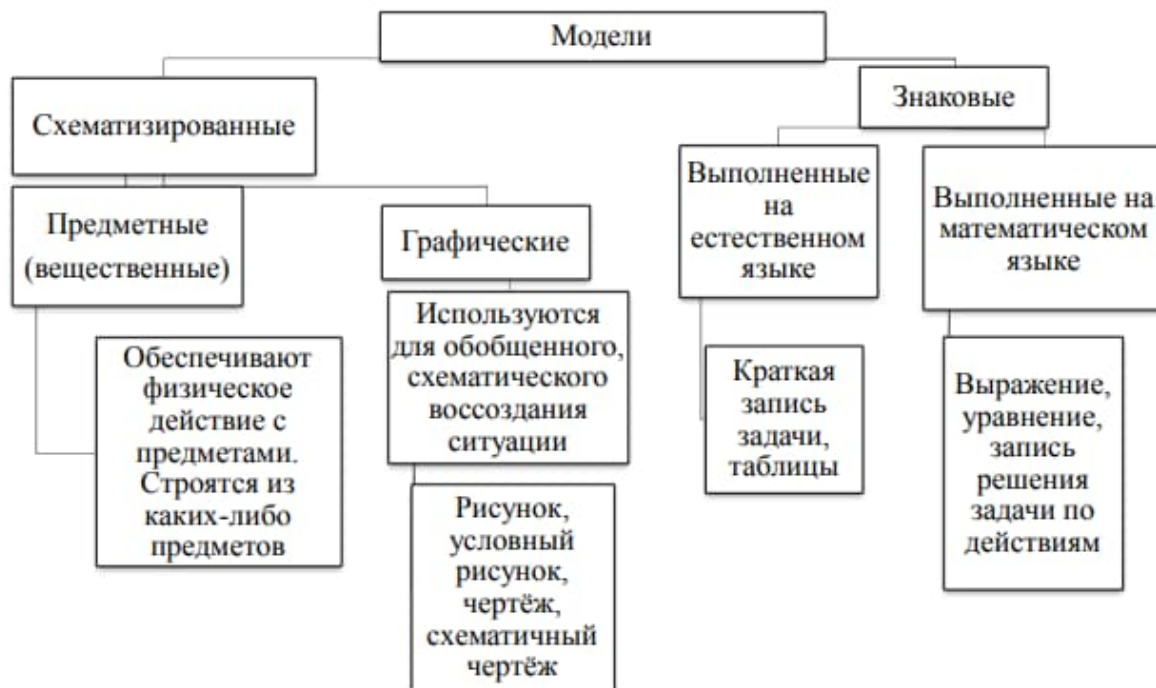 Модели
Схематизированные
Знаковые
Предметные
(вещественные)
Графические
Выполненные
на
естественном
языке
Выполненные на
математическом
языке
Обеспечивают
физическое
действие с
предметами.
Строятся из
каких-либо
предметов
Используются
для обобщенного,
схематического
воссоздания
ситуации
Рисунок,
условный
рисунок,
чертёж,
схематичный
чертёж
Краткая
запись
задачи,
таблицы
Выражение,
уравнение,
запись
решения
задачи по
действиям